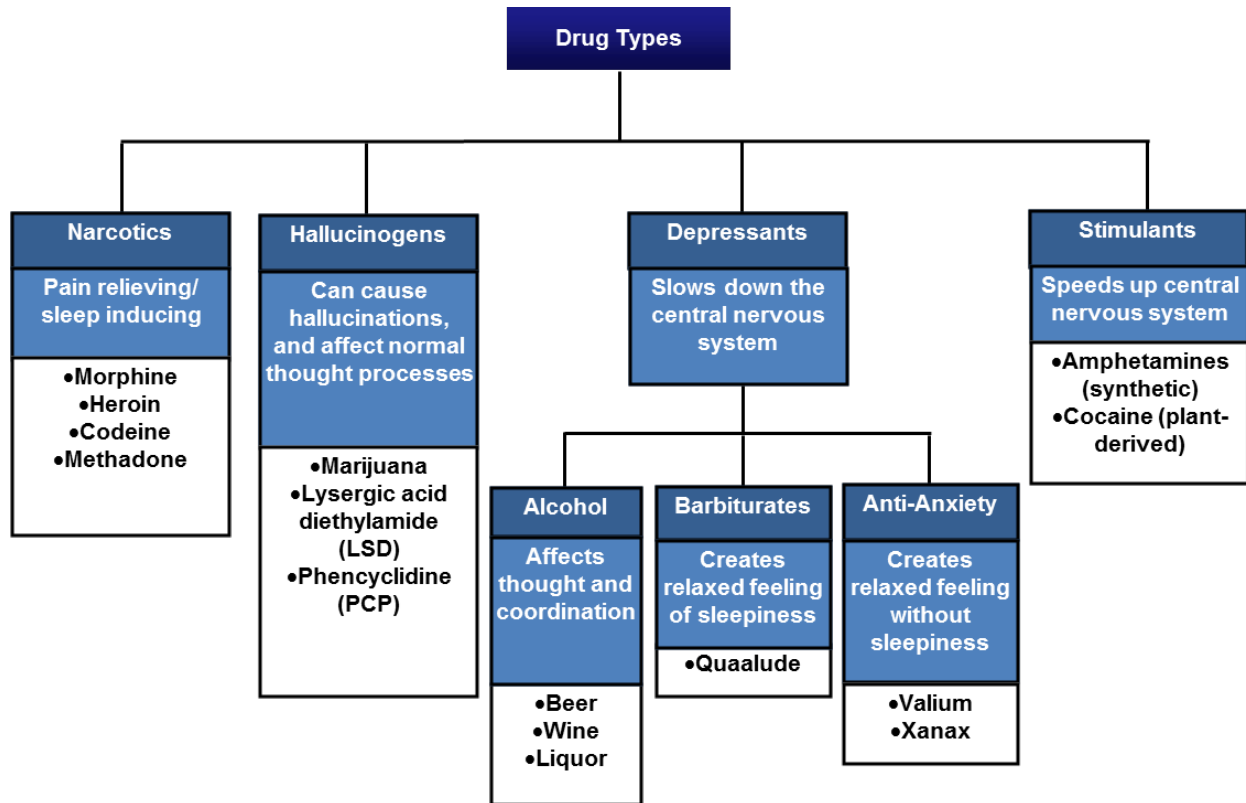 Drug Types
Narcotics
Pain relieving/
sleep inducing
•Morphine
•Heroin
•Codeine
•Methadone
Hallucinogens
Can cause
hallucinations,
and affect normal
thought processes
•Marijuana
•Lysergic acid
diethylamide
(LSD)
•Phencyclidine
(PCP)
Depressants
Slows down the
central nervous
system
Alcohol
Affects
thought and
coordination
•Beer
•Wine
•Liquor
Barbiturates
Creates
relaxed feeling
of sleepiness
•Quaalude
Anti-Anxiety
Creates
relaxed feeling
without
sleepiness
•Valium
•Xanax
Stimulants
Speeds up central
nervous system
•Amphetamines
(synthetic)
•Cocaine (plant-
derived)